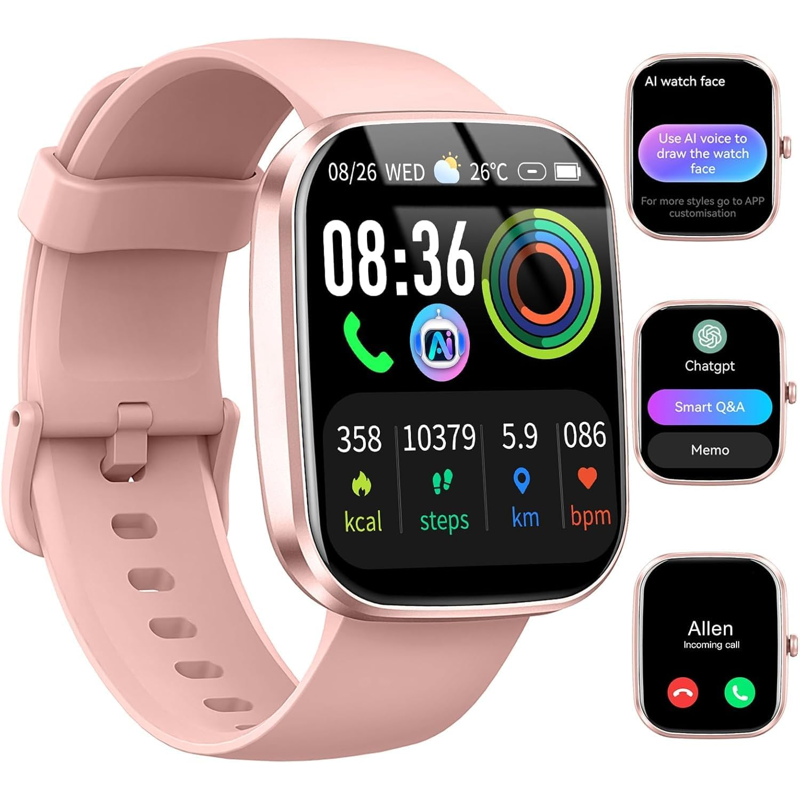 08/26 WED 26°C
08:36
Ai
358 10379 5.9 086
kcal steps km bpm
AI watch face
Use AI voice to
draw the watch
face
For more styles go to APP
customisation
Chatgpt
Smart Q&A
Memo
Allen
Incoming call